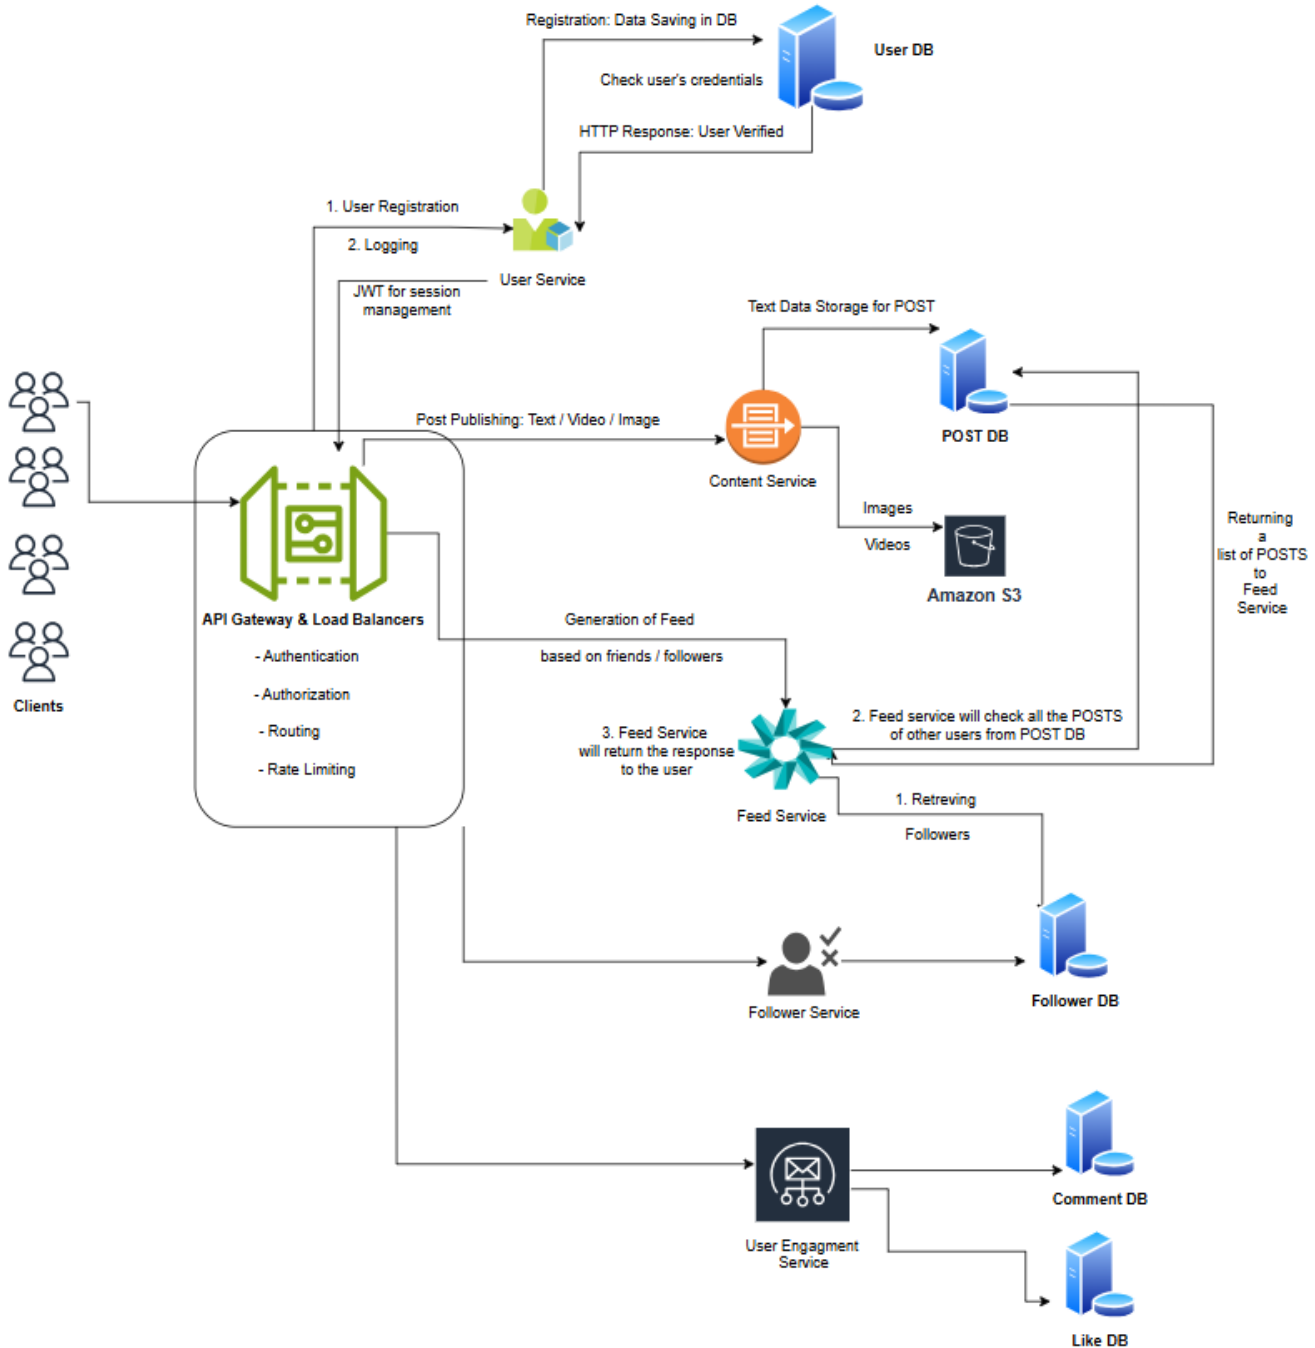 Registration: Data Saving in DB
User DB
Check user's credentials
HTTP Response: User Verified
1. User Registration
2. Logging
User Service
JWT for session
management
Text Data Storage for POST
Post Publishing: Text / Video / Image
POST DB
Content Service
Images
Videos
Amazon S3
Returning
a
list of POSTS
to
Feed
Service
API Gateway & Load Balancers
- Authentication
- Authorization
- Routing
- Rate Limiting
Clients
Generation of Feed
based on friends / followers
2. Feed service will check all the POSTS
of other users from POST DB
3. Feed Service
will return the response
to the user
Feed Service
1. Retreving
Followers
Follower Service
Follower DB
Comment DB
User Engagment
Service
Like DB